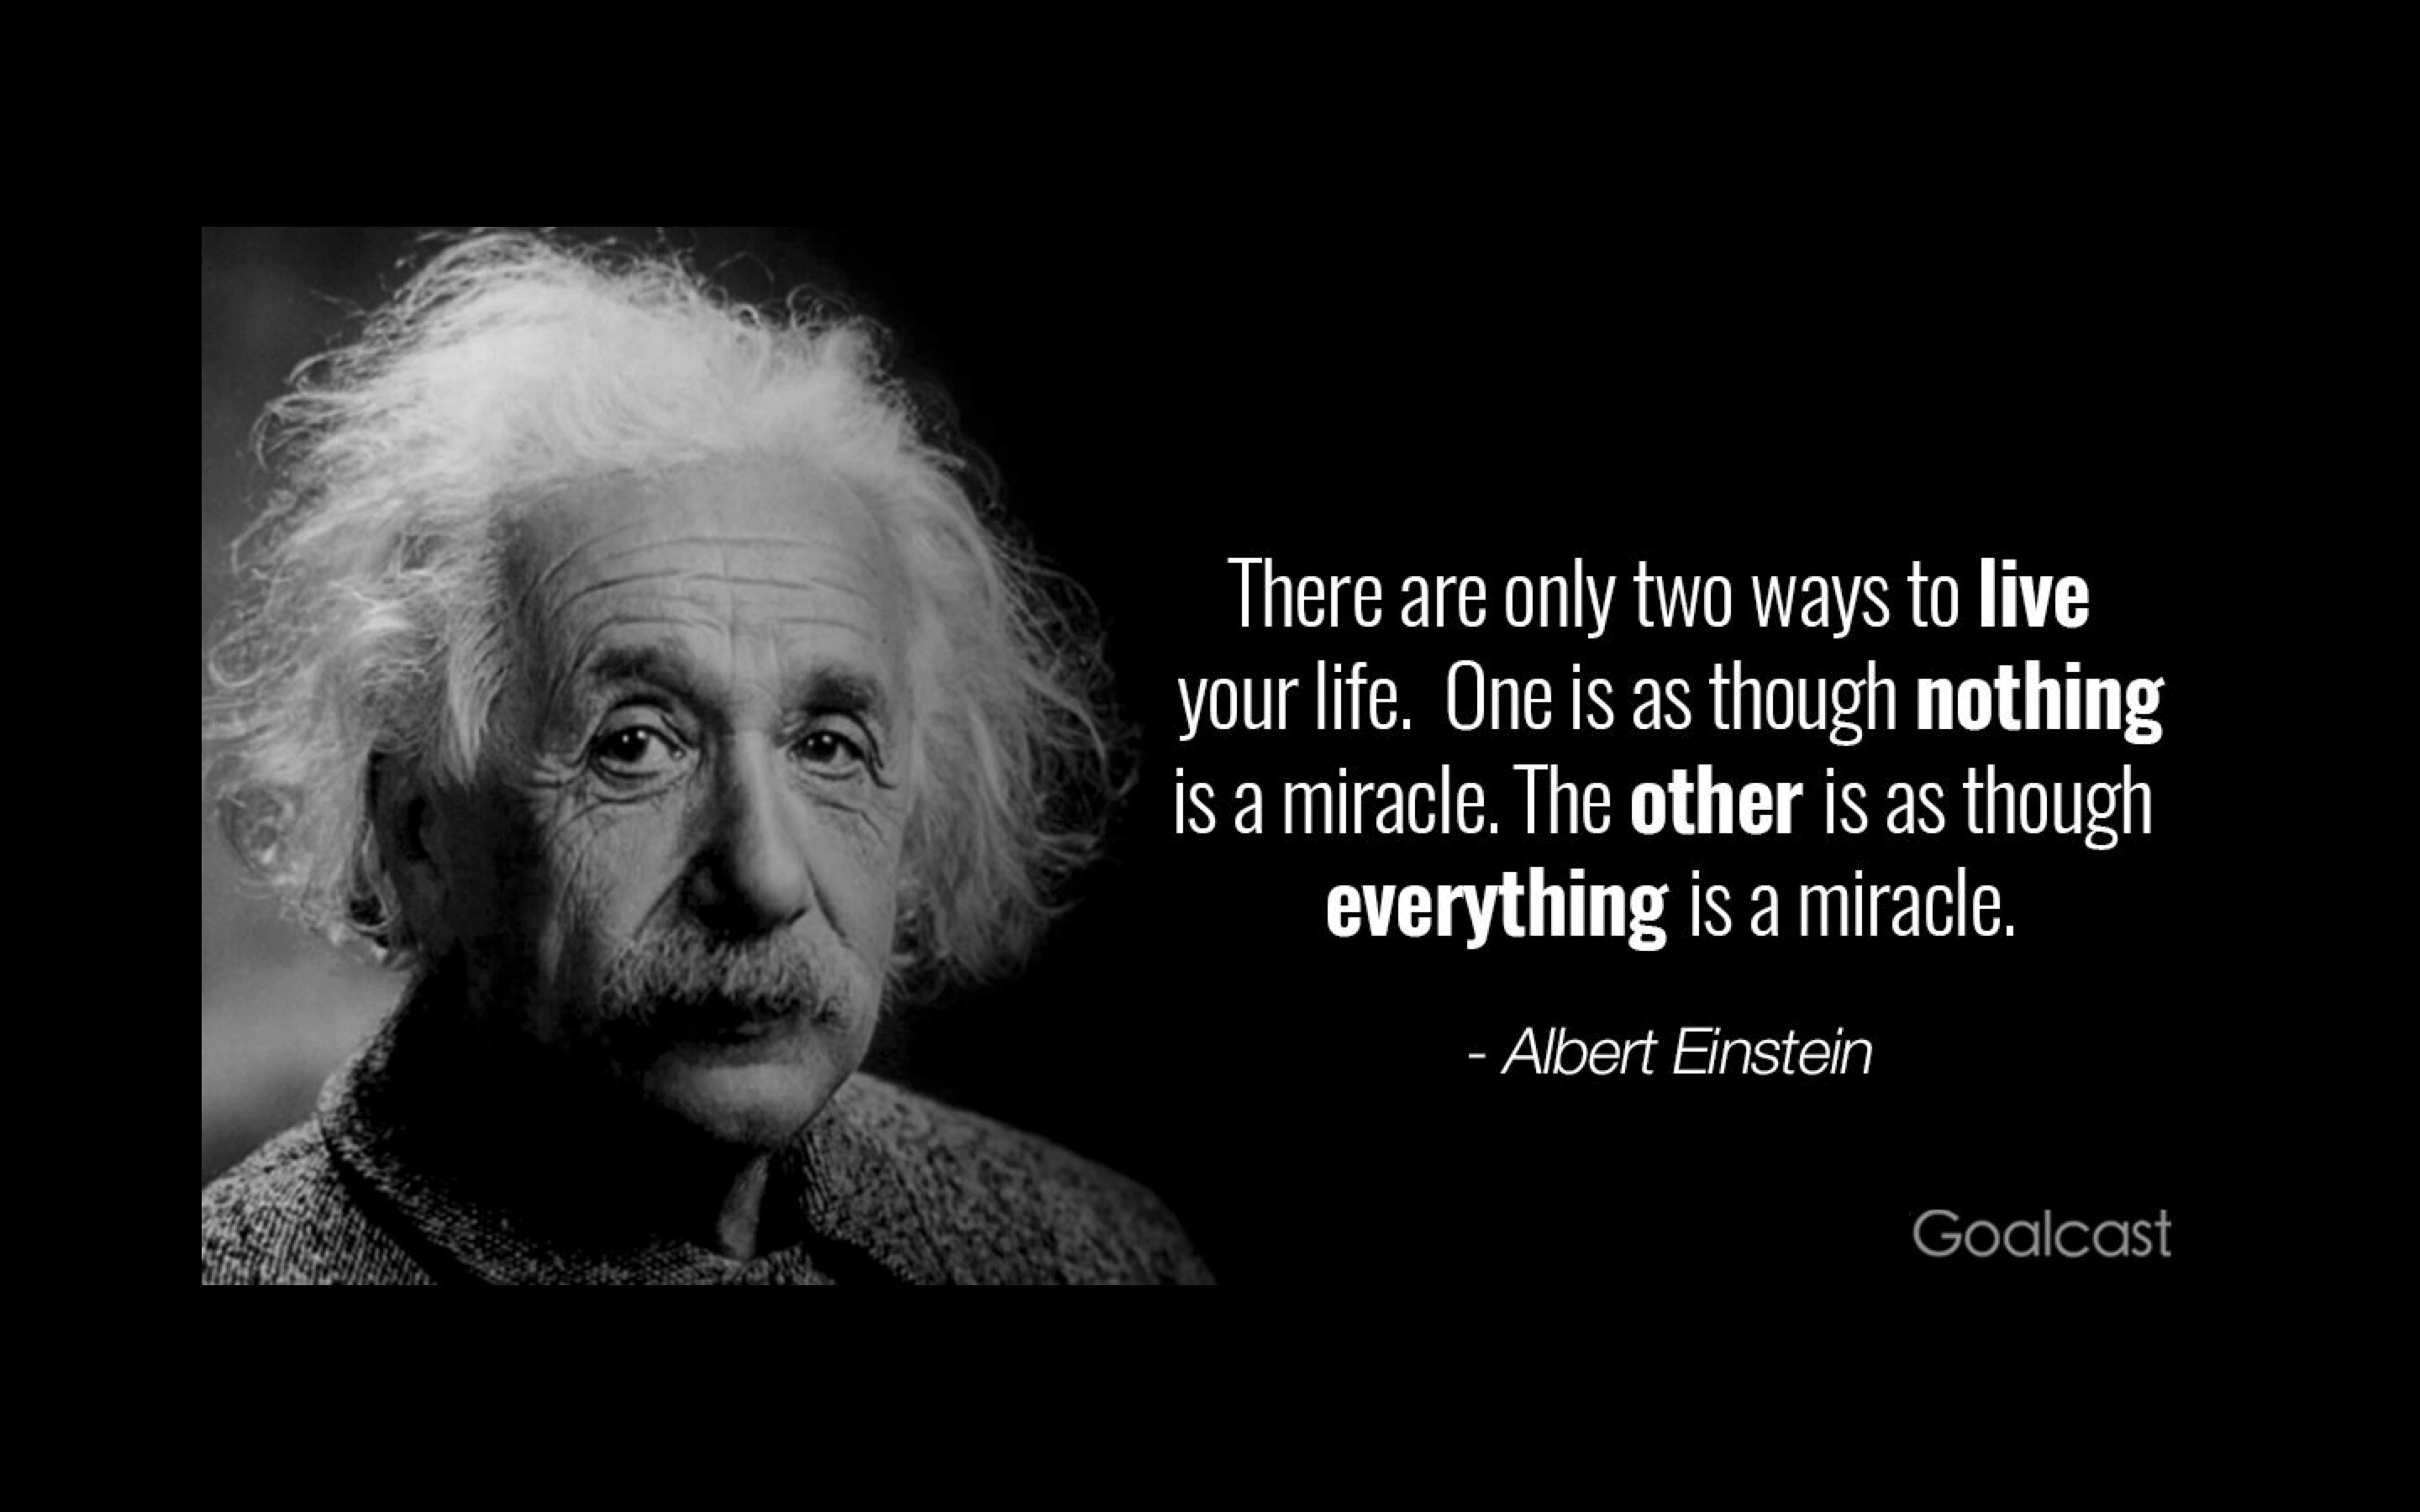 There are only two ways to live
your life.  One is as though nothing
is a miracle. The other is as though
everything is a miracle.
- Albert Einstein
Goalcast